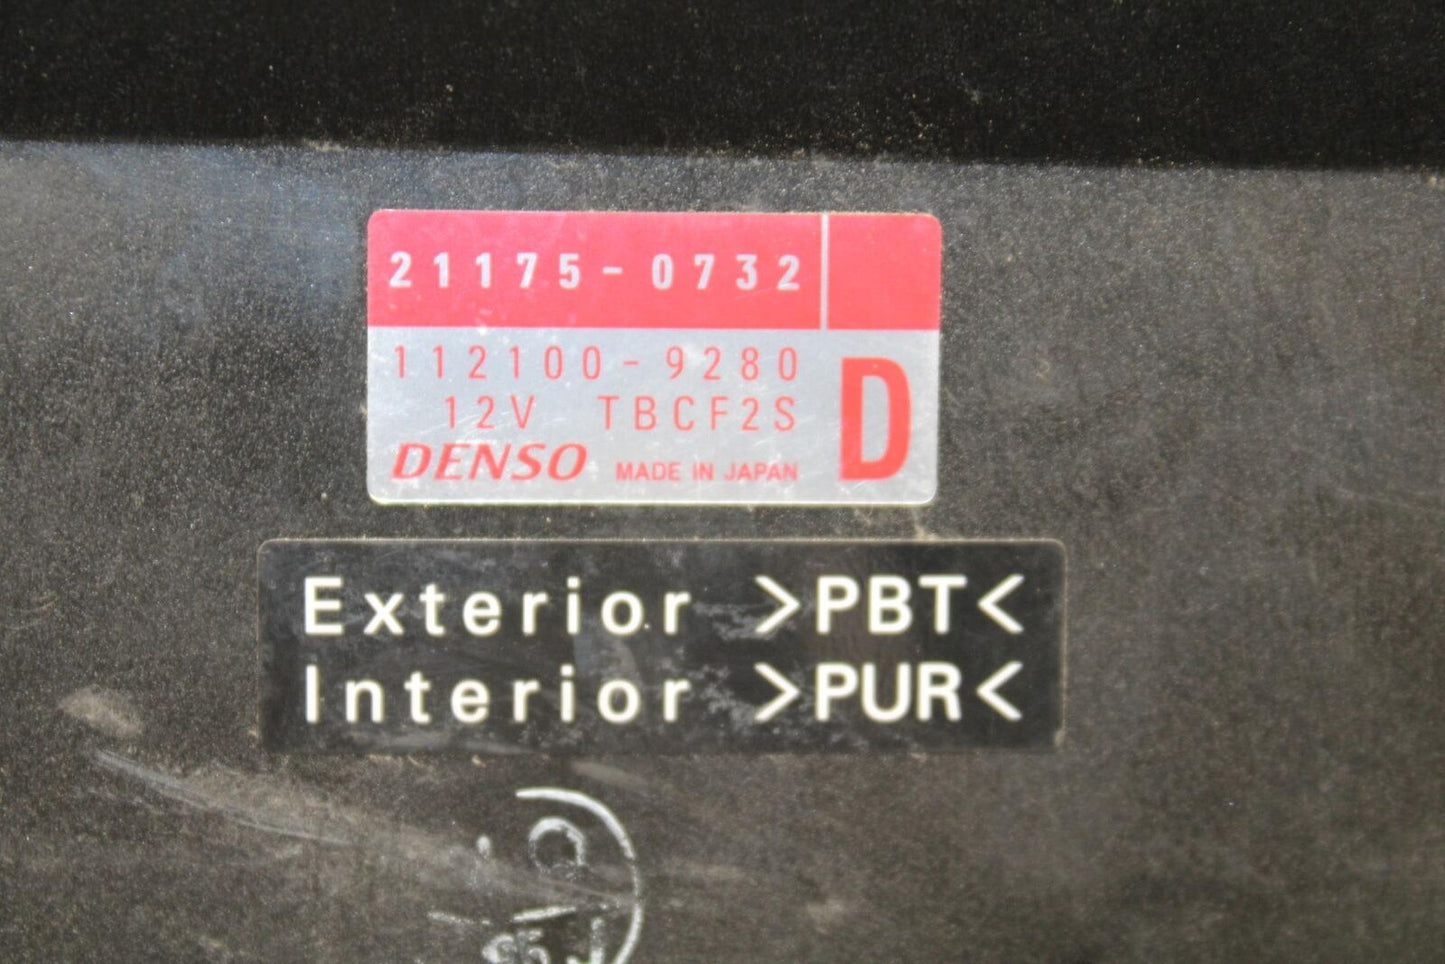 21175-0732
112100-9280
12V TBCF2S
D
DENSO MADE IN JAPAN
Exterior >PBT<
Interior >PUR<